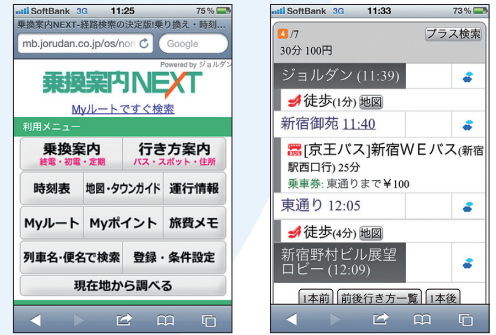 SoftBank 3G 11:25 75%
乗換案内NEXT-経路検索の決定版!乗り換え・時刻…
mb.jorudan.co.jp/os/nori
Google
Powered by ジョルダン
乗換案内NEXT
Myルートですぐ検索
利用メニュー
乗換案内
終電・初電・定期
行き方案内
バス・スポット・住所
時刻表
地図・タウンガイド
運行情報
Myルート
Myポイント
旅費メモ
列車名・便名で検索
登録・条件設定
現在地から調べる
SoftBank 3G 11:33 73%
4/7
プラス検索
30分 100円
ジョルダン (11:39)
徒歩(1分) 地図
新宿御苑 11:40
BUS [京王バス]新宿WEバス(新宿
駅西口行) 25分
乗車券: 東通りまで¥100
東通り 12:05
徒歩(4分) 地図
新宿野村ビル展望
ロビー (12:09)
1本前 前後行き方一覧 1本後